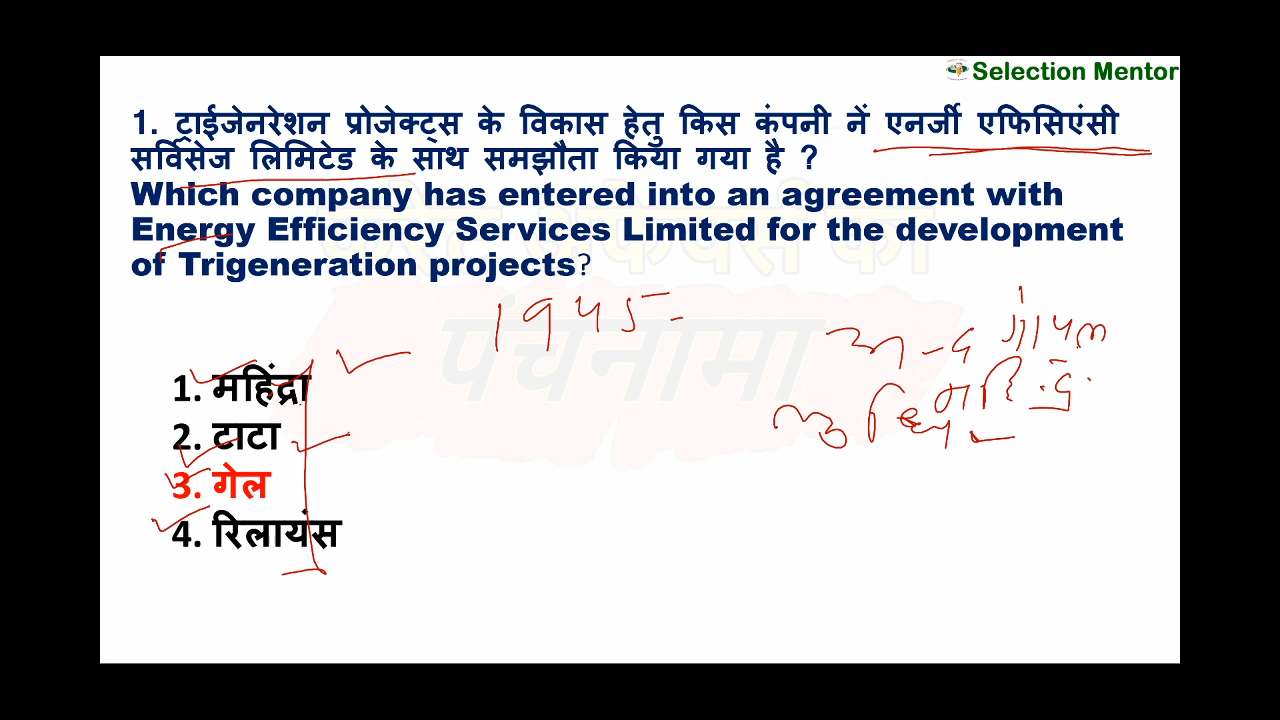 Selection Mentor
1. ट्राईजेनरेशन प्रोजेक्ट्स के विकास हेतु किस कंपनी नें एनर्जी एफिसिएंसी
सर्विसेज लिमिटेड के साथ समझौता किया गया है ?
Which company has entered into an agreement with
Energy Efficiency Services Limited for the development
of Trigeneration projects?
1945
1. महिंद्रा
2. टाटा
3. गेल
4. रिलायंस
पंचनामा